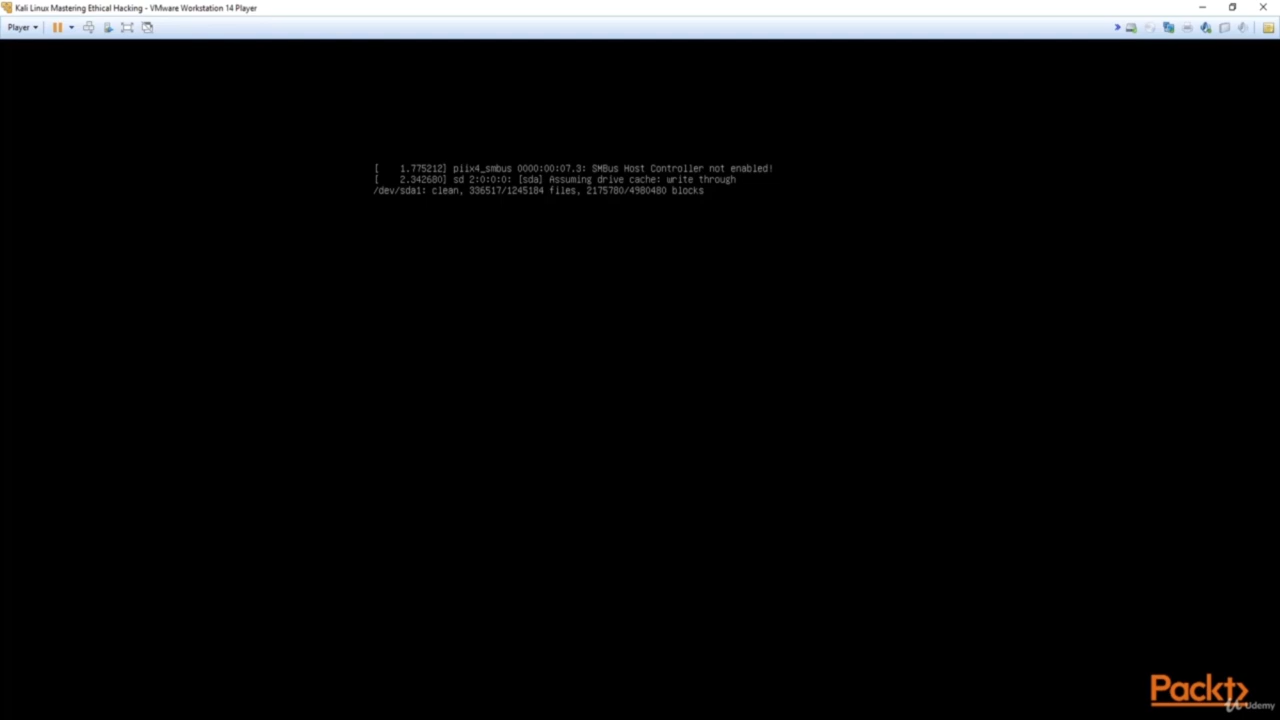 Kali Linux Mastering Ethical Hacking - VMware Workstation 14 Player
Player
[    1.775212] piix4_smbus 0000:00:07.3: SMBus Host Controller not enabled!
[    2.342680] sd 2:0:0:0: [sda] Assuming drive cache: write through
/dev/sda1: clean, 336517/1245184 files, 2175780/4980480 blocks
Packt
Udemy